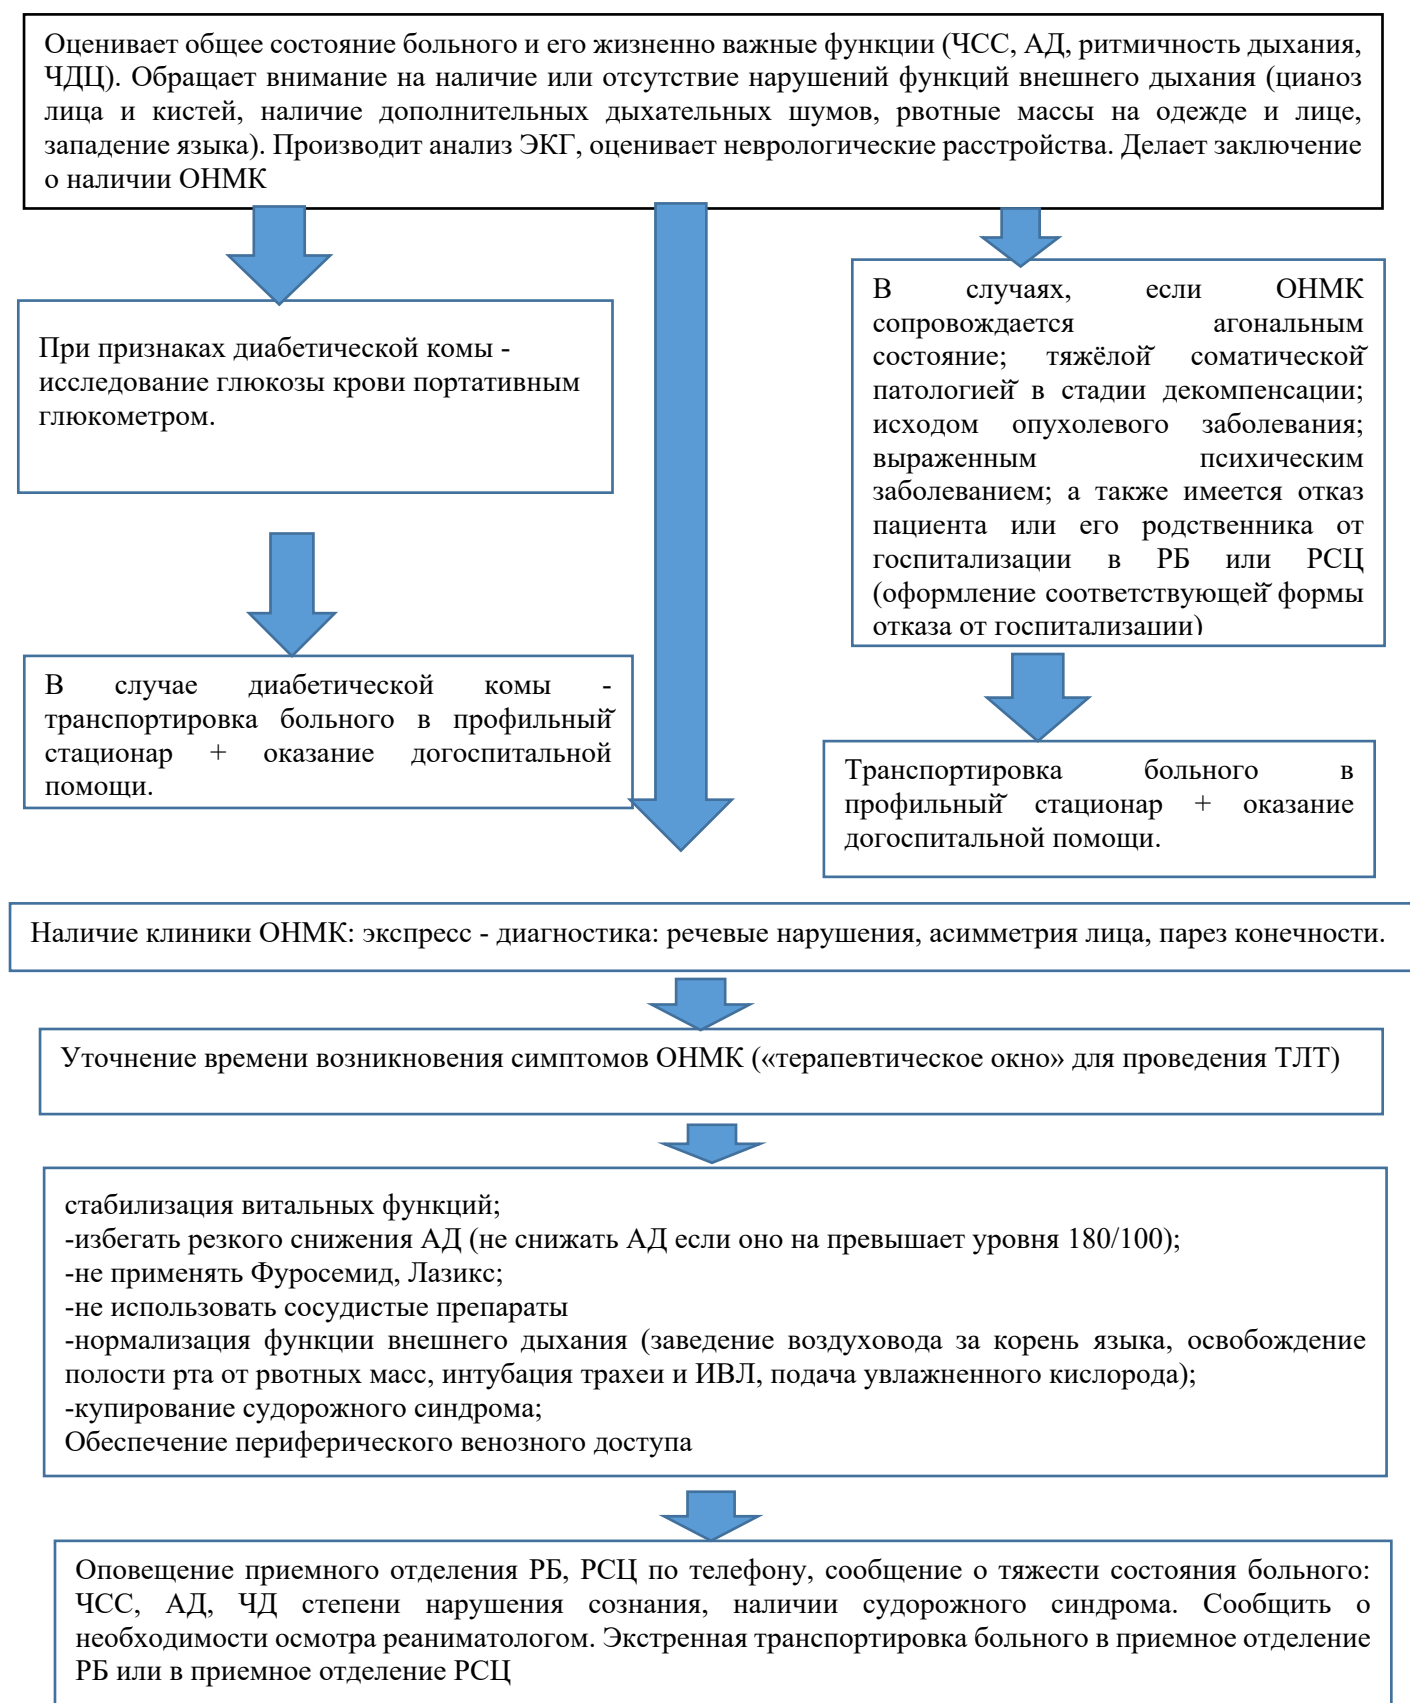 Оценивает общее состояние больного и его жизненно важные функции (ЧСС, АД, ритмичность дыхания,
ЧДЦ). Обращает внимание на наличие или отсутствие нарушений функций внешнего дыхания (цианоз
лица и кистей, наличие дополнительных дыхательных шумов, рвотные массы на одежде и лице,
западение языка). Производит анализ ЭКГ, оценивает неврологические расстройства. Делает заключение
о наличии ОНМК
При признаках диабетической комы -
исследование глюкозы крови портативным
глюкометром.
В случае диабетической комы -
транспортировка больного в профильный
стационар + оказание догоспитальной
помощи.
В случаях, если ОНМК
сопровождается агональным
состояние; тяжёлой соматической
патологией в стадии декомпенсации;
исходом опухолевого заболевания;
выраженным психическим
заболеванием; а также имеется отказ
пациента или его родственника от
госпитализации в РБ или РСЦ
(оформление соответствующей формы
отказа от госпитализации)
Транспортировка больного в
профильный стационар + оказание
догоспитальной помощи.
Наличие клиники ОНМК: экспресс - диагностика: речевые нарушения, асимметрия лица, парез конечности.
Уточнение времени возникновения симптомов ОНМК («терапевтическое окно» для проведения ТЛТ)
стабилизация витальных функций;
-избегать резкого снижения АД (не снижать АД если оно на превышает уровня 180/100);
-не применять Фуросемид, Лазикс;
-не использовать сосудистые препараты
-нормализация функции внешнего дыхания (заведение воздуховода за корень языка, освобождение
полости рта от рвотных масс, интубация трахеи и ИВЛ, подача увлажненного кислорода);
-купирование судорожного синдрома;
Обеспечение периферического венозного доступа
Оповещение приемного отделения РБ, РСЦ по телефону, сообщение о тяжести состояния больного:
ЧСС, АД, ЧД степени нарушения сознания, наличии судорожного синдрома. Сообщить о
необходимости осмотра реаниматологом. Экстренная транспортировка больного в приемное отделение
РБ или в приемное отделение РСЦ